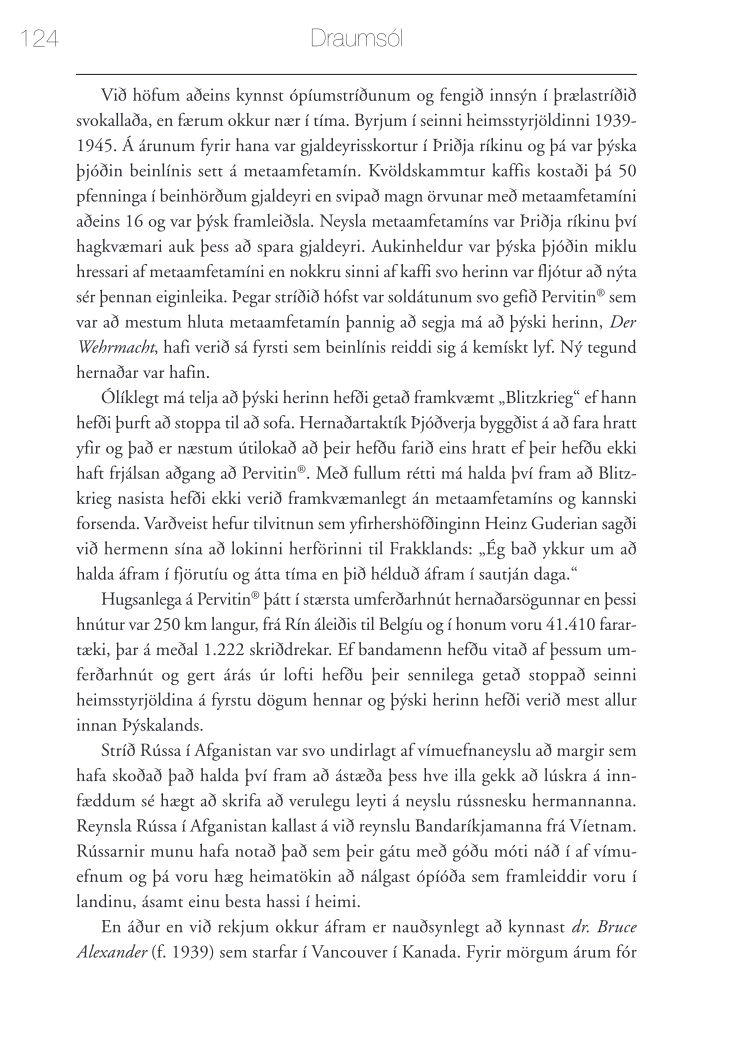 124
Draumsól
Við höfum aðeins kynnst ópíumstríðunum og fengið innsýn í þrælastríðið
svokallaða, en færum okkur nær í tíma. Byrjum í seinni heimsstyrjöldinni 1939-
1945. Á árunum fyrir hana var gjaldeyrisskortur í Þriðja ríkinu og þá var þýska
þjóðin beinlínis sett á metaamfetamín. Kvöldskammtur kaffis kostaði þá 50
pfenninga í beinhörðum gjaldeyri en svipað magn örvunar með metaamfetamíni
aðeins 16 og var þýsk framleiðsla. Neysla metaamfetamíns var Þriðja ríkinu því
hagkvæmari auk þess að spara gjaldeyri. Aukinheldur var þýska þjóðin miklu
hressari af metaamfetamíni en nokkru sinni af kaffi svo herinn var fljótur að nýta
sér þennan eiginleika. Þegar stríðið hófst var soldátunum svo gefið Pervitin® sem
var að mestum hluta metaamfetamín þannig að segja má að þýski herinn, Der
Wehrmacht, hafi verið sá fyrsti sem beinlínis reiddi sig á kemískt lyf. Ný tegund
hernaðar var hafin.
Ólíklegt má telja að þýski herinn hefði getað framkvæmt „Blitzkrieg“ ef hann
hefði þurft að stoppa til að sofa. Hernaðartaktík Þjóðverja byggðist á að fara hratt
yfir og það er næstum útilokað að þeir hefðu farið eins hratt ef þeir hefðu ekki
haft frjálsan aðgang að Pervitin®. Með fullum rétti má halda því fram að Blitz-
krieg nasista hefði ekki verið framkvæmanlegt án metaamfetamíns og kannski
forsenda. Varðveist hefur tilvitnun sem yfirhershöfðinginn Heinz Guderian sagði
við hermenn sína að lokinni herförinni til Frakklands: „Ég bað ykkur um að
halda áfram í fjörutíu og átta tíma en þið hélduð áfram í sautján daga.“
Hugsanlega á Pervitin® þátt í stærsta umferðarhnút hernaðarsögunnar en þessi
hnútur var 250 km langur, frá Rín áleiðis til Belgíu og í honum voru 41.410 farar-
tæki, þar á meðal 1.222 skriðdrekar. Ef bandamenn hefðu vitað af þessum um-
ferðarhnút og gert árás úr lofti hefðu þeir sennilega getað stoppað seinni
heimsstyrjöldina á fyrstu dögum hennar og þýski herinn hefði verið mest allur
innan Þýskalands.
Stríð Rússa í Afganistan var svo undirlagt af vímuefnaneyslu að margir sem
hafa skoðað það halda því fram að ástæða þess hve illa gekk að lúskra á inn-
fæddum sé hægt að skrifa að verulegu leyti á neyslu rússnesku hermannanna.
Reynsla Rússa í Afganistan kallast á við reynslu Bandaríkjamanna frá Víetnam.
Rússarnir munu hafa notað það sem þeir gátu með góðu móti náð í af vímu-
efnum og þá voru hæg heimatökin að nálgast ópíóða sem framleiddir voru í
landinu, ásamt einu besta hassi í heimi.
En áður en við rekjum okkur áfram er nauðsynlegt að kynnast dr. Bruce
Alexander (f. 1939) sem starfar í Vancouver í Kanada. Fyrir mörgum árum fór